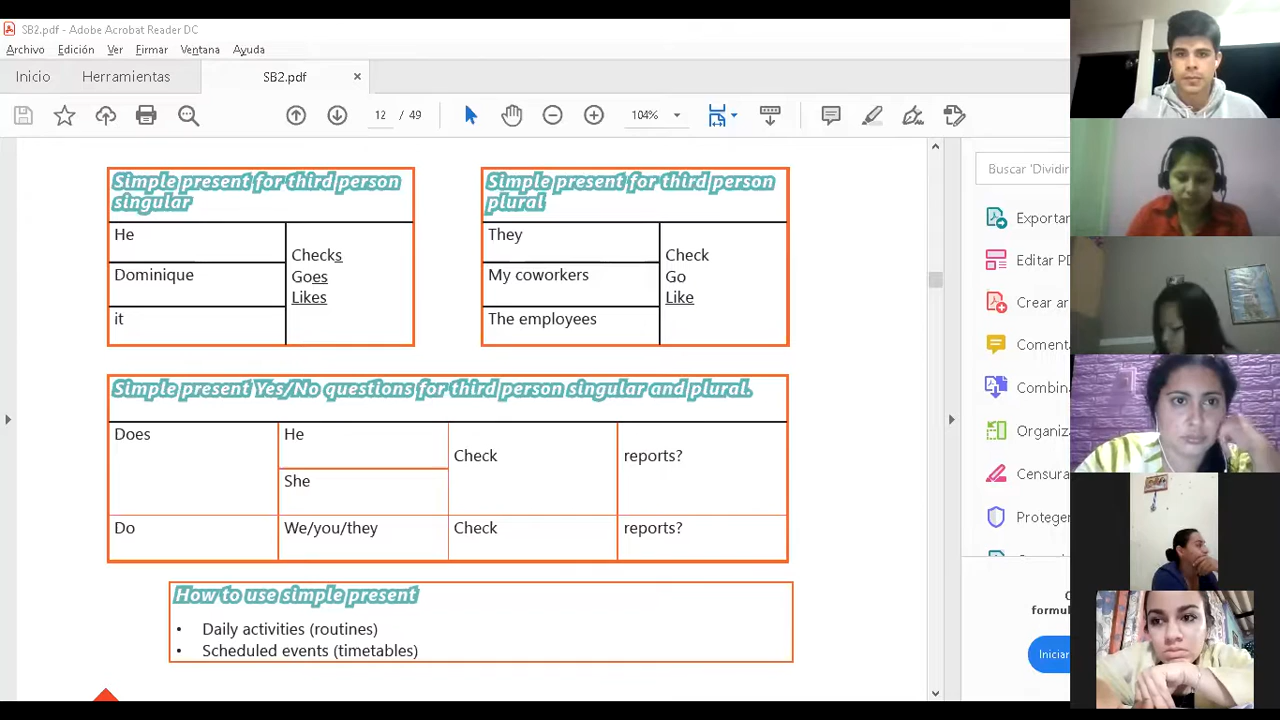 SB2.pdf - Adobe Acrobat Reader DC
Archivo Edición Ver Firmar Ventana Ayuda
Inicio Herramientas SB2.pdf
12 / 49 104%
Simple present for third person singular
He
Dominique
it
Checks
Goes
Likes
Simple present for third person plural
They
My coworkers
The employees
Check
Go
Like
Simple present Yes/No questions for third person singular and plural.
Does He Check reports?
She
Do We/you/they Check reports?
How to use simple present
• Daily activities (routines)
• Scheduled events (timetables)
Buscar 'Dividir
Exportar
Editar PD
Crear ar
Coment
Combin
Organiz
Censura
Proteger
formul
Iniciar